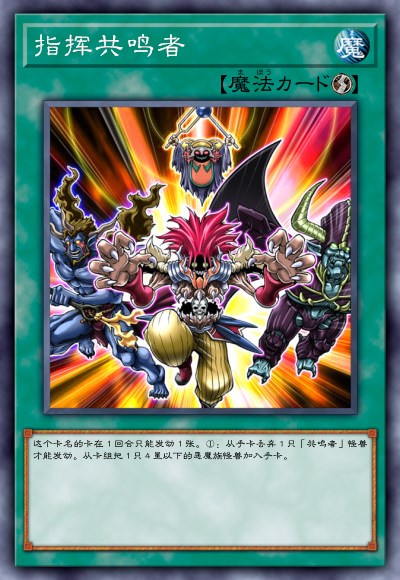 指挥共鸣者
魔
【魔法カード】
まほう
这个卡名的卡在1回合只能发动1张。①：从手卡丢弃1只「共鸣者」怪兽
才能发动。从卡组把1只4星以下的恶魔族怪兽加入手卡。